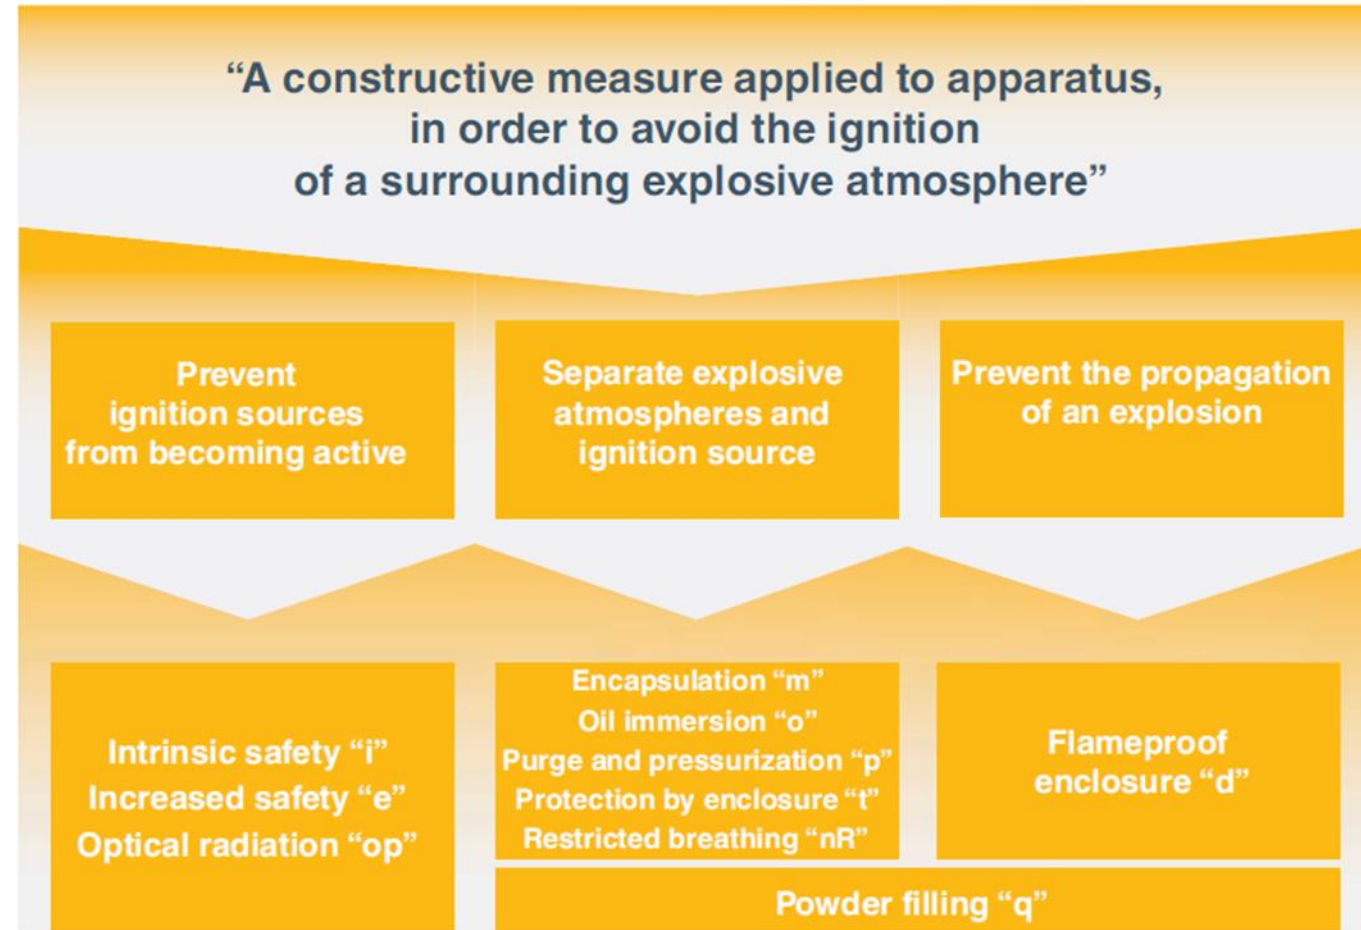 “A constructive measure applied to apparatus,
in order to avoid the ignition
of a surrounding explosive atmosphere”
Prevent
ignition sources
from becoming active
Separate explosive
atmospheres and
ignition source
Prevent the propagation
of an explosion
Intrinsic safety “i”
Increased safety “e”
Optical radiation “op”
Encapsulation “m”
Oil immersion “o”
Purge and pressurization “p”
Protection by enclosure “t”
Restricted breathing “nR”
Flameproof
enclosure “d”
Powder filling “q”